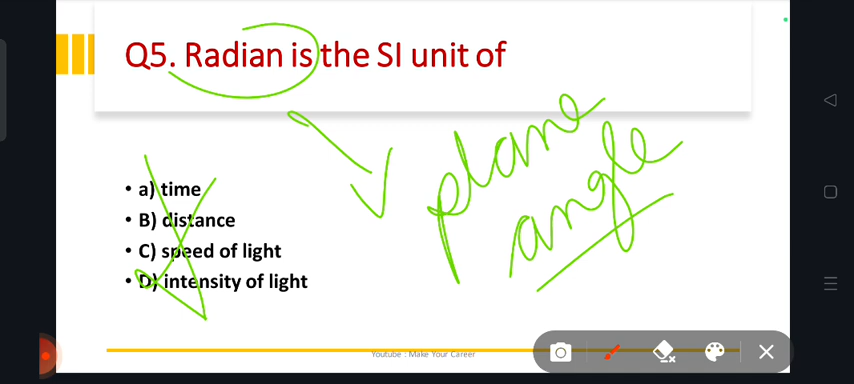 Q5. Radian is the SI unit of
plane
angle
• a) time
• B) distance
• C) speed of light
• D) intensity of light
Youtube : Make Your Career